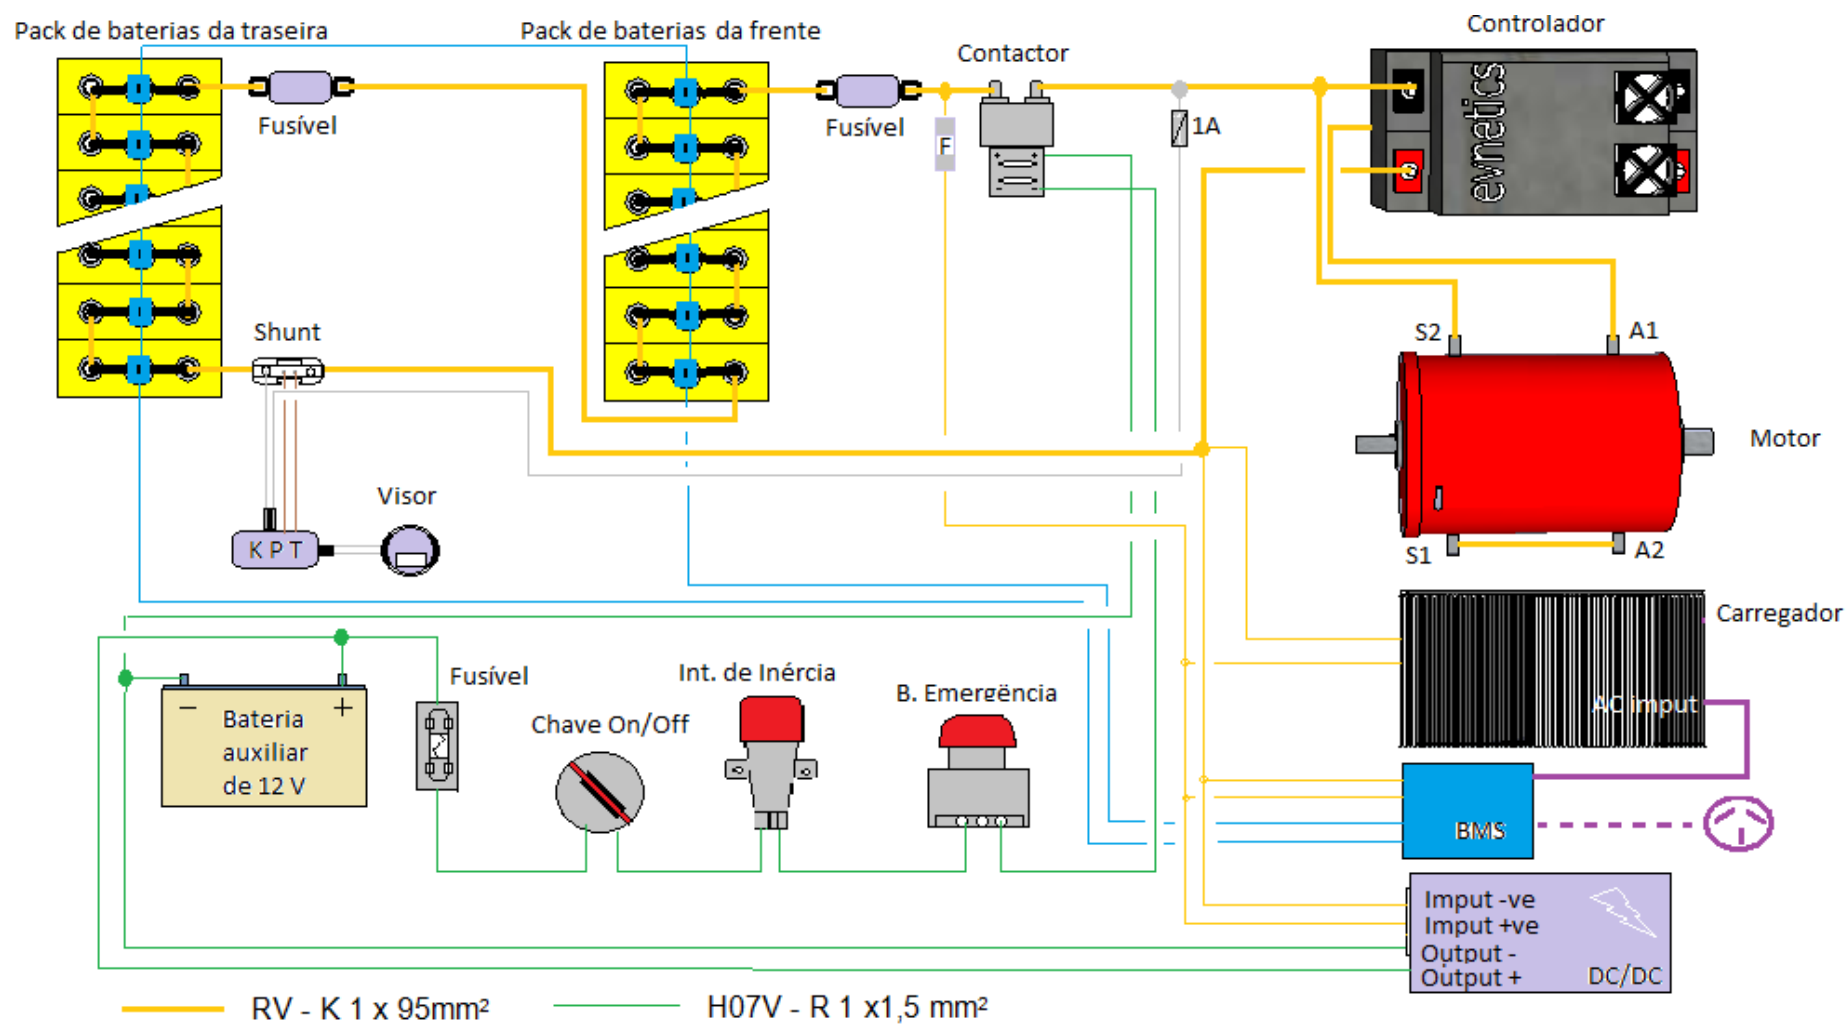 Pack de baterias da traseira
Pack de baterias da frente
Contactor
Controlador
Fusível
Fusível
F
1A
evnetics
Shunt
S2
A1
Motor
Visor
K P T
S1
A2
Carregador
Fusível
Int. de Inércia
B. Emergëncia
Chave On/Off
AC imput
− +
Bateria
auxiliar
de 12 V
BMS
Imput -ve
Imput +ve
Output -
Output +
DC/DC
RV - K 1 x 95mm²
H07V - R 1 x1,5 mm²